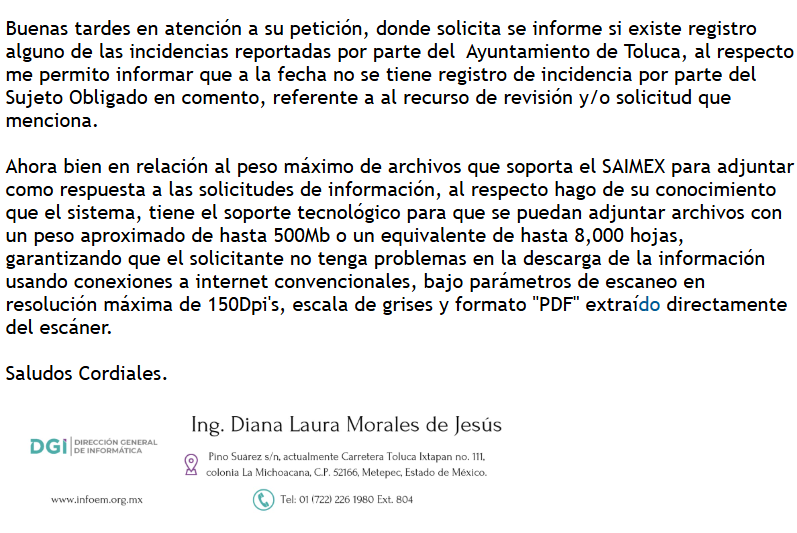 Buenas tardes en atención a su petición, donde solicita se informe si existe registro
alguno de las incidencias reportadas por parte del Ayuntamiento de Toluca, al respecto
me permito informar que a la fecha no se tiene registro de incidencia por parte del
Sujeto Obligado en comento, referente a al recurso de revisión y/o solicitud que
menciona.
Ahora bien en relación al peso máximo de archivos que soporta el SAIMEX para adjuntar
como respuesta a las solicitudes de información, al respecto hago de su conocimiento
que el sistema, tiene el soporte tecnológico para que se puedan adjuntar archivos con
un peso aproximado de hasta 500Mb o un equivalente de hasta 8,000 hojas,
garantizando que el solicitante no tenga problemas en la descarga de la información
usando conexiones a internet convencionales, bajo parámetros de escaneo en
resolución máxima de 150Dpi's, escala de grises y formato "PDF" extraído directamente
del escáner.
Saludos Cordiales.
Ing. Diana Laura Morales de Jesús
DGI DIRECCIÓN GENERAL
DE INFORMÁTICA
Pino Suarez s/n, actualmente Carretera Toluca Ixtapan no. 111,
colonia La Michoacana, C.P. 52166, Metepec, Estado de México.
www.infoem.org.mx
Tel: 01 (722) 226 1980 Ext. 804